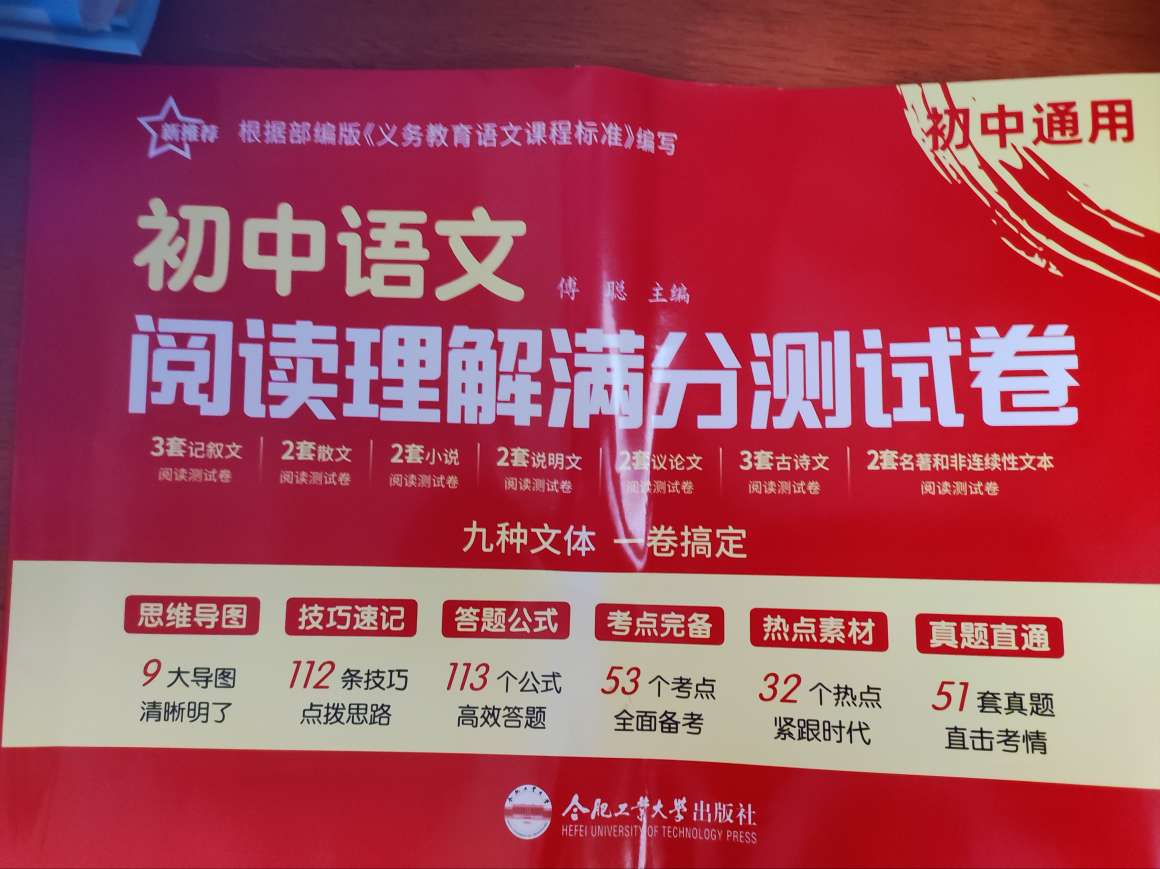 新推荐 根据部编版《义务教育语文课程标准》编写
初中通用
初中语文
傅 聪 主编
阅读理解满分测试卷
3套记叙文 2套散文 2套小说 2套说明文 2套议论文 3套古诗文 2套名著和非连续性文本
阅读测试卷 阅读测试卷 阅读测试卷 阅读测试卷 阅读测试卷 阅读测试卷 阅读测试卷
九种文体 一卷搞定
思维导图 技巧速记 答题公式 考点完备 热点素材 真题直通
9大导图 112条技巧 113个公式 53个考点 32个热点 51套真题
清晰明了 点拨思路 高效答题 全面备考 紧跟时代 直击考情
合肥工业大学出版社
HEFEI UNIVERSITY OF TECHNOLOGY PRESS